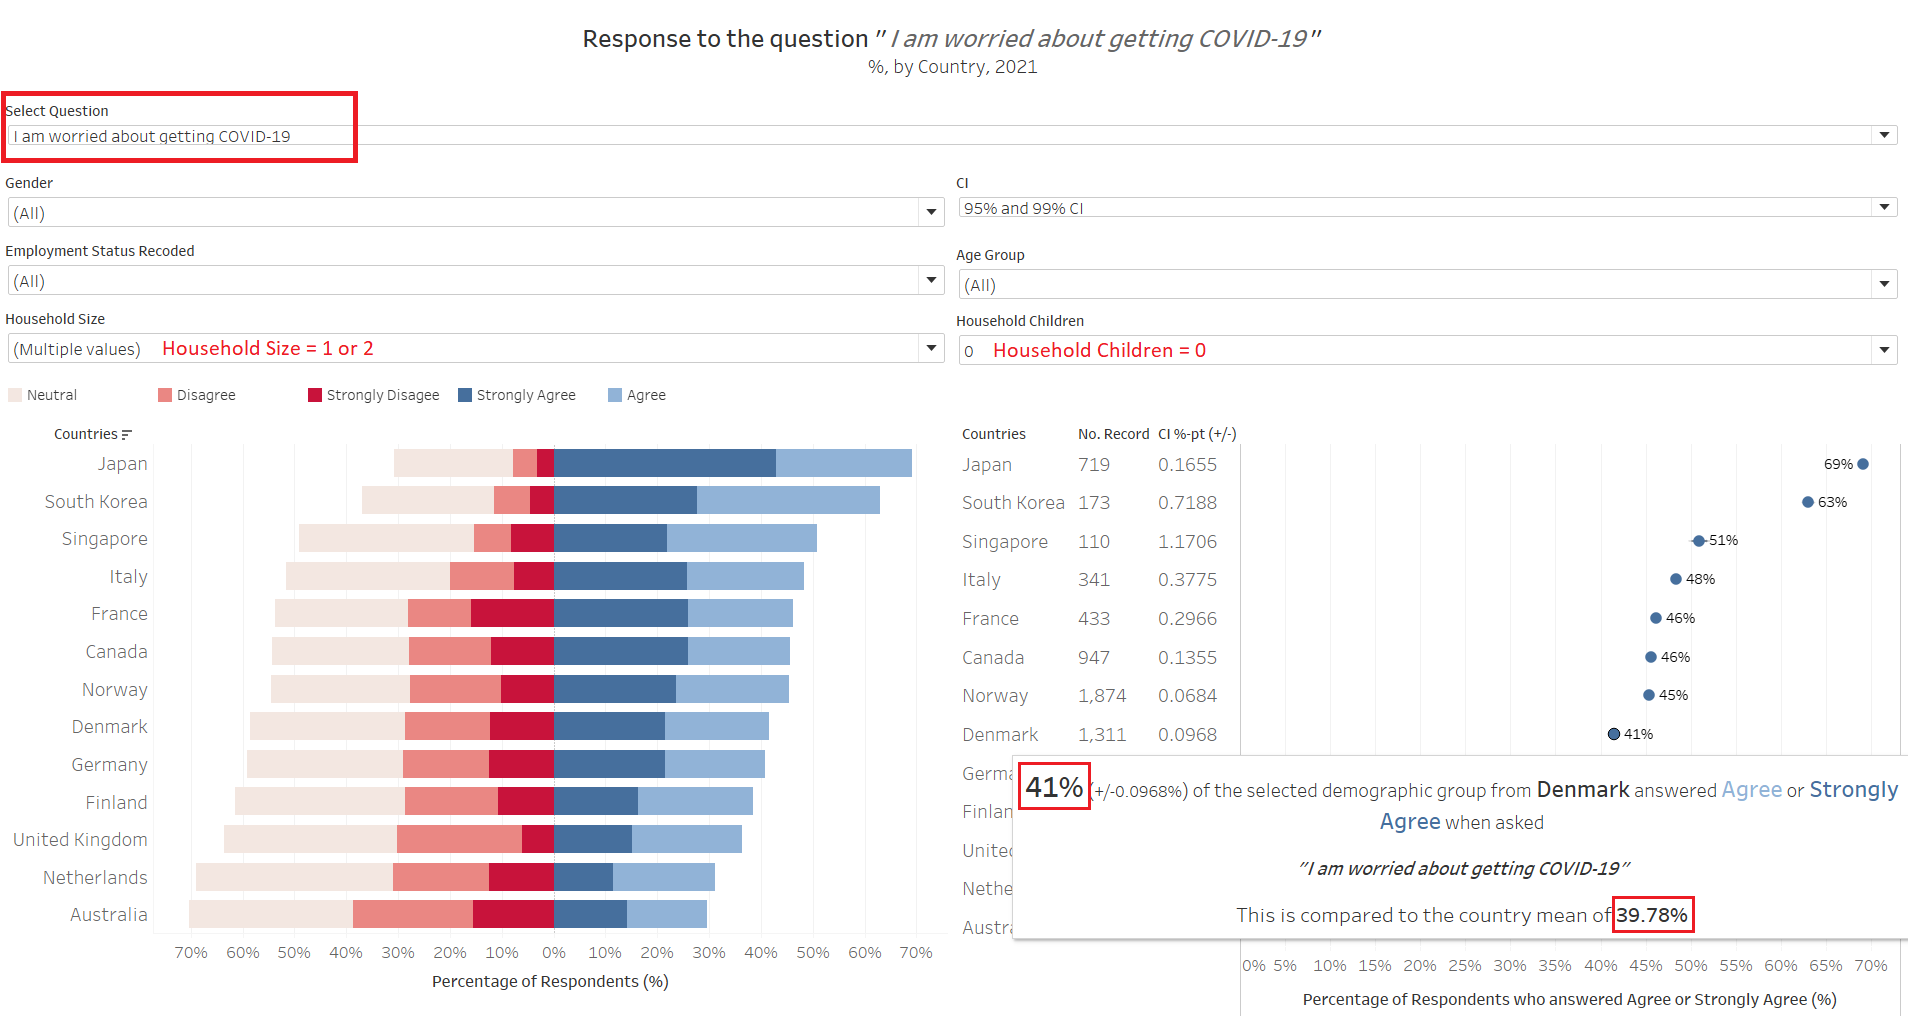 Response to the question "I am worried about getting COVID-19"
%, by Country, 2021
Select Question
I am worried about getting COVID-19
Gender
CI
(All)
95% and 99% CI
Employment Status Recoded
Age Group
(All)
(All)
Household Size
Household Children
(Multiple values) Household Size = 1 or 2
0 Household Children = 0
Neutral Disagree Strongly Disagee Strongly Agree Agree
Countries
Japan
South Korea
Singapore
Italy
France
Canada
Norway
Denmark
Germany
Finland
United Kingdom
Netherlands
Australia
70% 60% 50% 40% 30% 20% 10% 0% 10% 20% 30% 40% 50% 60% 70%
Percentage of Respondents (%)
Countries No. Record CI %-pt (+/-)
Japan 719 0.1655 69%
South Korea 173 0.7188 63%
Singapore 110 1.1706 51%
Italy 341 0.3775 48%
France 433 0.2966 46%
Canada 947 0.1355 46%
Norway 1,874 0.0684 45%
Denmark 1,311 0.0968 41%
41% (+/-0.0968%) of the selected demographic group from Denmark answered Agree or Strongly
Agree when asked
"I am worried about getting COVID-19"
This is compared to the country mean of 39.78%
0% 5% 10% 15% 20% 25% 30% 35% 40% 45% 50% 55% 60% 65% 70%
Percentage of Respondents who answered Agree or Strongly Agree (%)